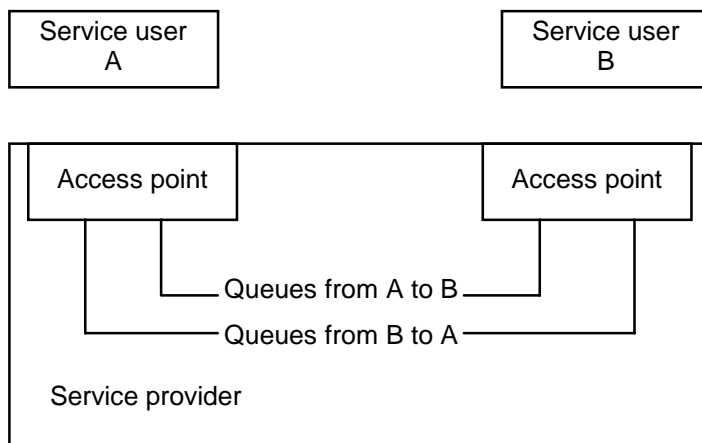 Service user
A
Service user
B
Access point
Access point
Queues from A to B
Queues from B to A
Service provider